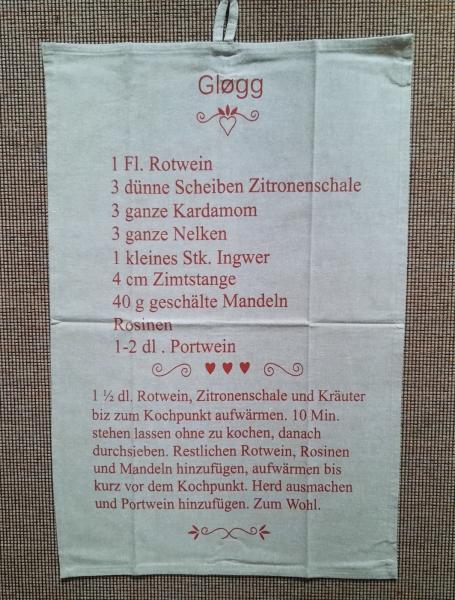 Gløgg
1 Fl. Rotwein
3 dünne Scheiben Zitronenschale
3 ganze Kardamom
3 ganze Nelken
1 kleines Stk. Ingwer
4 cm Zimtstange
40 g geschälte Mandeln
Rosinen
1-2 dl . Portwein
1 ½ dl. Rotwein, Zitronenschale und Kräuter
biz zum Kochpunkt aufwärmen. 10 Min.
stehen lassen ohne zu kochen, danach
durchsieben. Restlichen Rotwein, Rosinen
und Mandeln hinzufügen, aufwärmen bis
kurz vor dem Kochpunkt. Herd ausmachen
und Portwein hinzufügen. Zum Wohl.